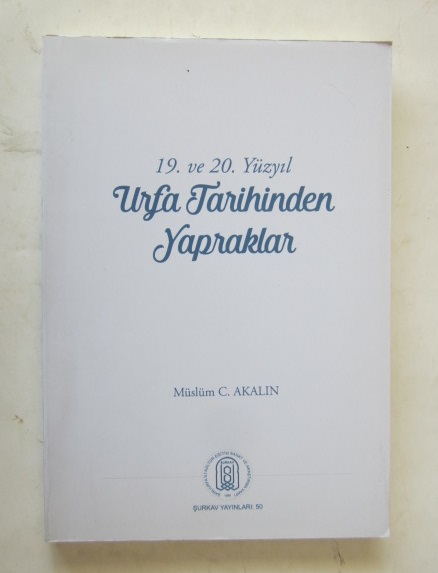 19. ve 20. Yüzyıl
Urfa Tarihinden
Yapraklar
Müslüm C. AKALIN
ŞURKAV YAYINLARI: 50